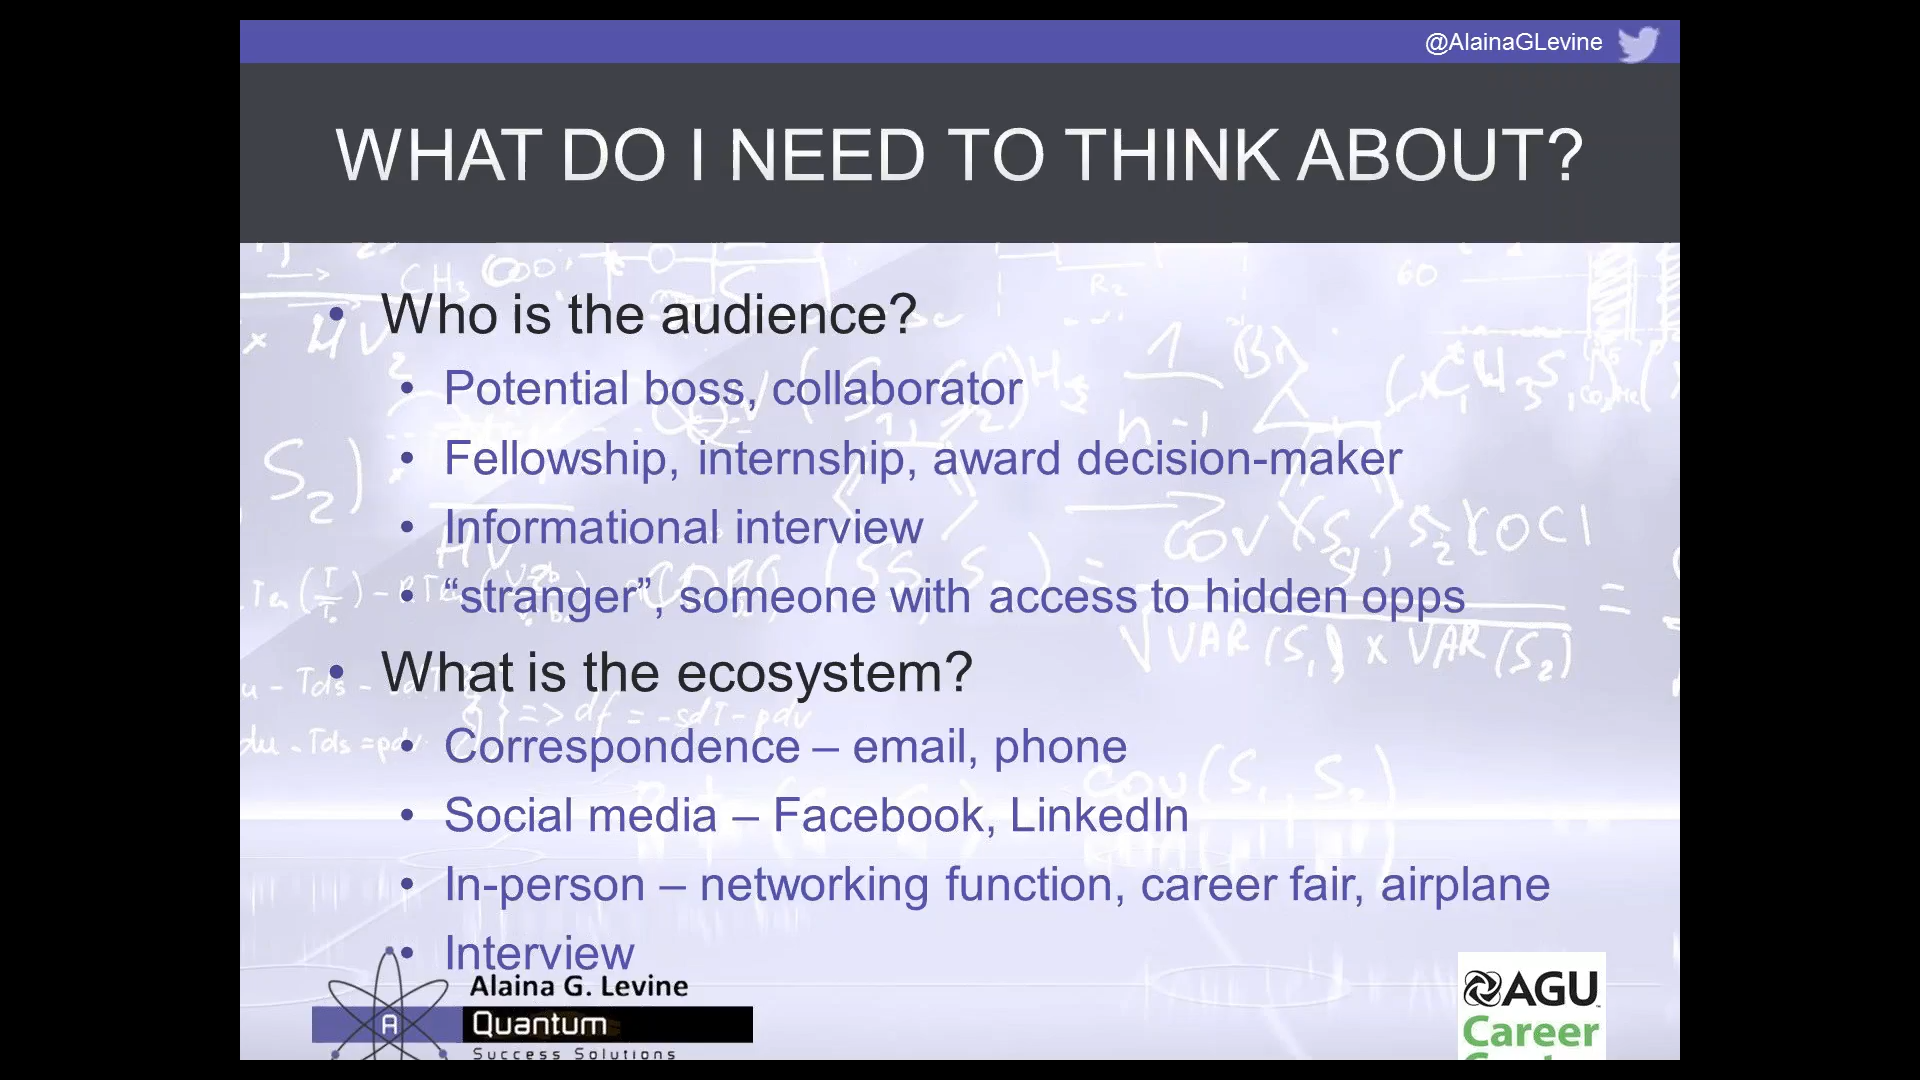 @AlainaGLevine
WHAT DO I NEED TO THINK ABOUT?
• Who is the audience?
• Potential boss, collaborator
• Fellowship, internship, award decision-maker
• Informational interview
• “stranger”, someone with access to hidden opps
• What is the ecosystem?
• Correspondence – email, phone
• Social media – Facebook, LinkedIn
• In-person – networking function, career fair, airplane
• Interview
Alaina G. Levine
A Quantum
Success Solutions
AGU
Career